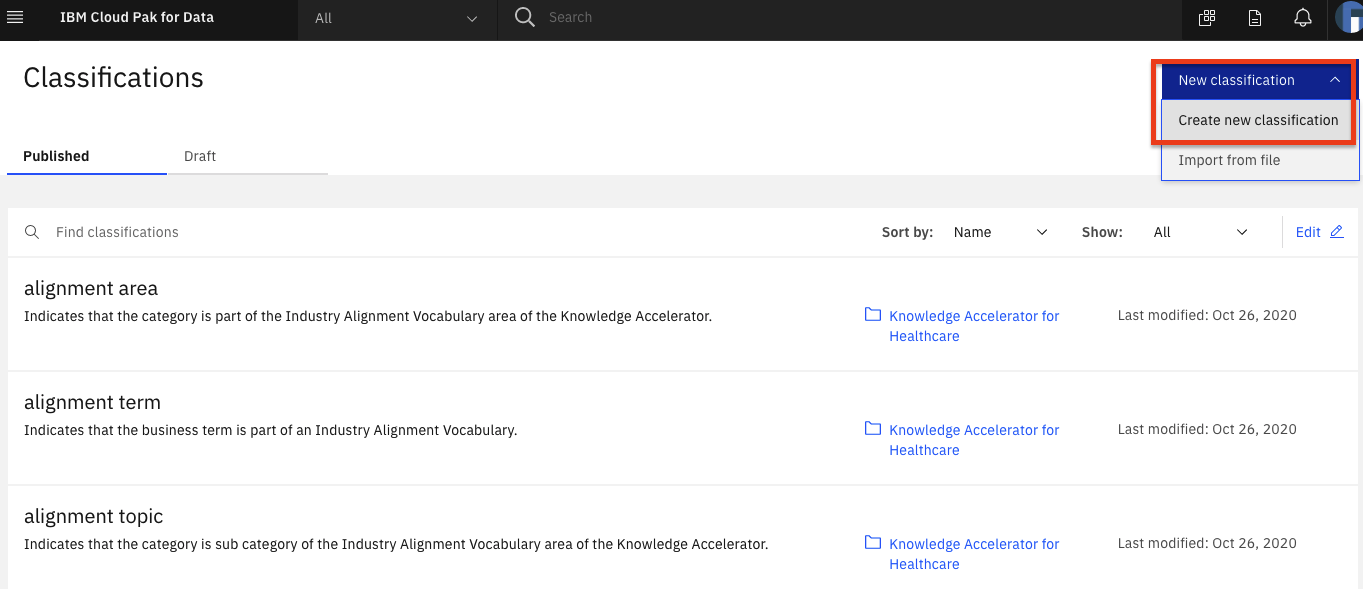 IBM Cloud Pak for Data
All
Search
Classifications
New classification
Create new classification
Import from file
Published
Draft
Find classifications
Sort by:
Name
Show:
All
Edit
alignment area
Indicates that the category is part of the Industry Alignment Vocabulary area of the Knowledge Accelerator.
Knowledge Accelerator for
Healthcare
Last modified: Oct 26, 2020
alignment term
Indicates that the business term is part of an Industry Alignment Vocabulary.
Knowledge Accelerator for
Healthcare
Last modified: Oct 26, 2020
alignment topic
Indicates that the category is sub category of the Industry Alignment Vocabulary area of the Knowledge Accelerator.
Knowledge Accelerator for
Healthcare
Last modified: Oct 26, 2020